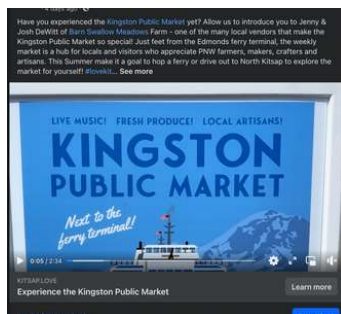 4 days ago
Have you experienced the Kingston Public Market yet? Allow us to introduce you to Jenny &
Josh DeWitt of Barn Swallow Meadows Farm - one of the many local vendors that make the
Kingston Public Market so special! Just feet from the Edmonds ferry terminal, the weekly
market is a hub for locals and visitors who appreciate PNW farmers, makers, crafters and
artisans. This Summer make it a goal to hop a ferry or drive out to North Kitsap to explore the
market for yourself! #lovekit... See more
LIVE MUSIC! FRESH PRODUCE! LOCAL ARTISANS!
KINGSTON
PUBLIC MARKET
Next to the
ferry terminal!
0:05 / 2:34
KITSAP.LOVE
Experience the Kingston Public Market
Learn more